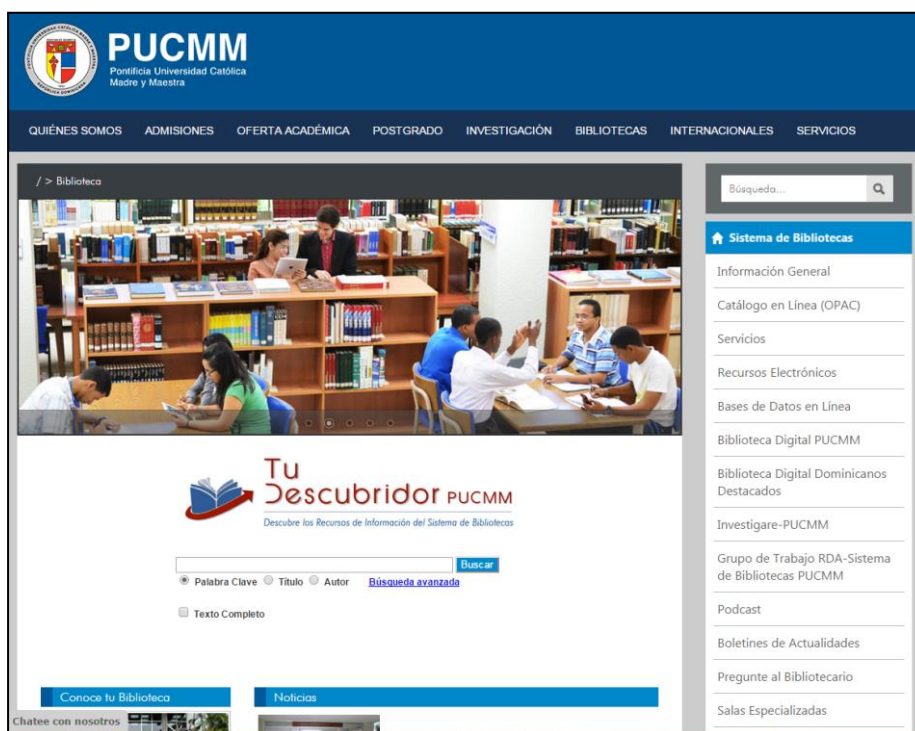 PUCMM
Pontificia Universidad Católica
Madre y Maestra
QUIÉNES SOMOS ADMISIONES OFERTA ACADÉMICA POSTGRADO INVESTIGACIÓN BIBLIOTECAS INTERNACIONALES SERVICIOS
/ > Biblioteca
Búsqueda...
Sistema de Bibliotecas
Información General
Catálogo en Línea (OPAC)
Servicios
Recursos Electrónicos
Bases de Datos en Línea
Biblioteca Digital PUCMM
Biblioteca Digital Dominicanos
Destacados
Investigare-PUCMM
Grupo de Trabajo RDA-Sistema
de Bibliotecas PUCMM
Podcast
Boletines de Actualidades
Pregunte al Bibliotecario
Salas Especializadas
Tu
Descubridor PUCMM
Descubre los Recursos de Información del Sistema de Bibliotecas
Buscar
Palabra Clave Título Autor Búsqueda avanzada
Texto Completo
Conoce tu Biblioteca Noticias
Chatee con nosotros